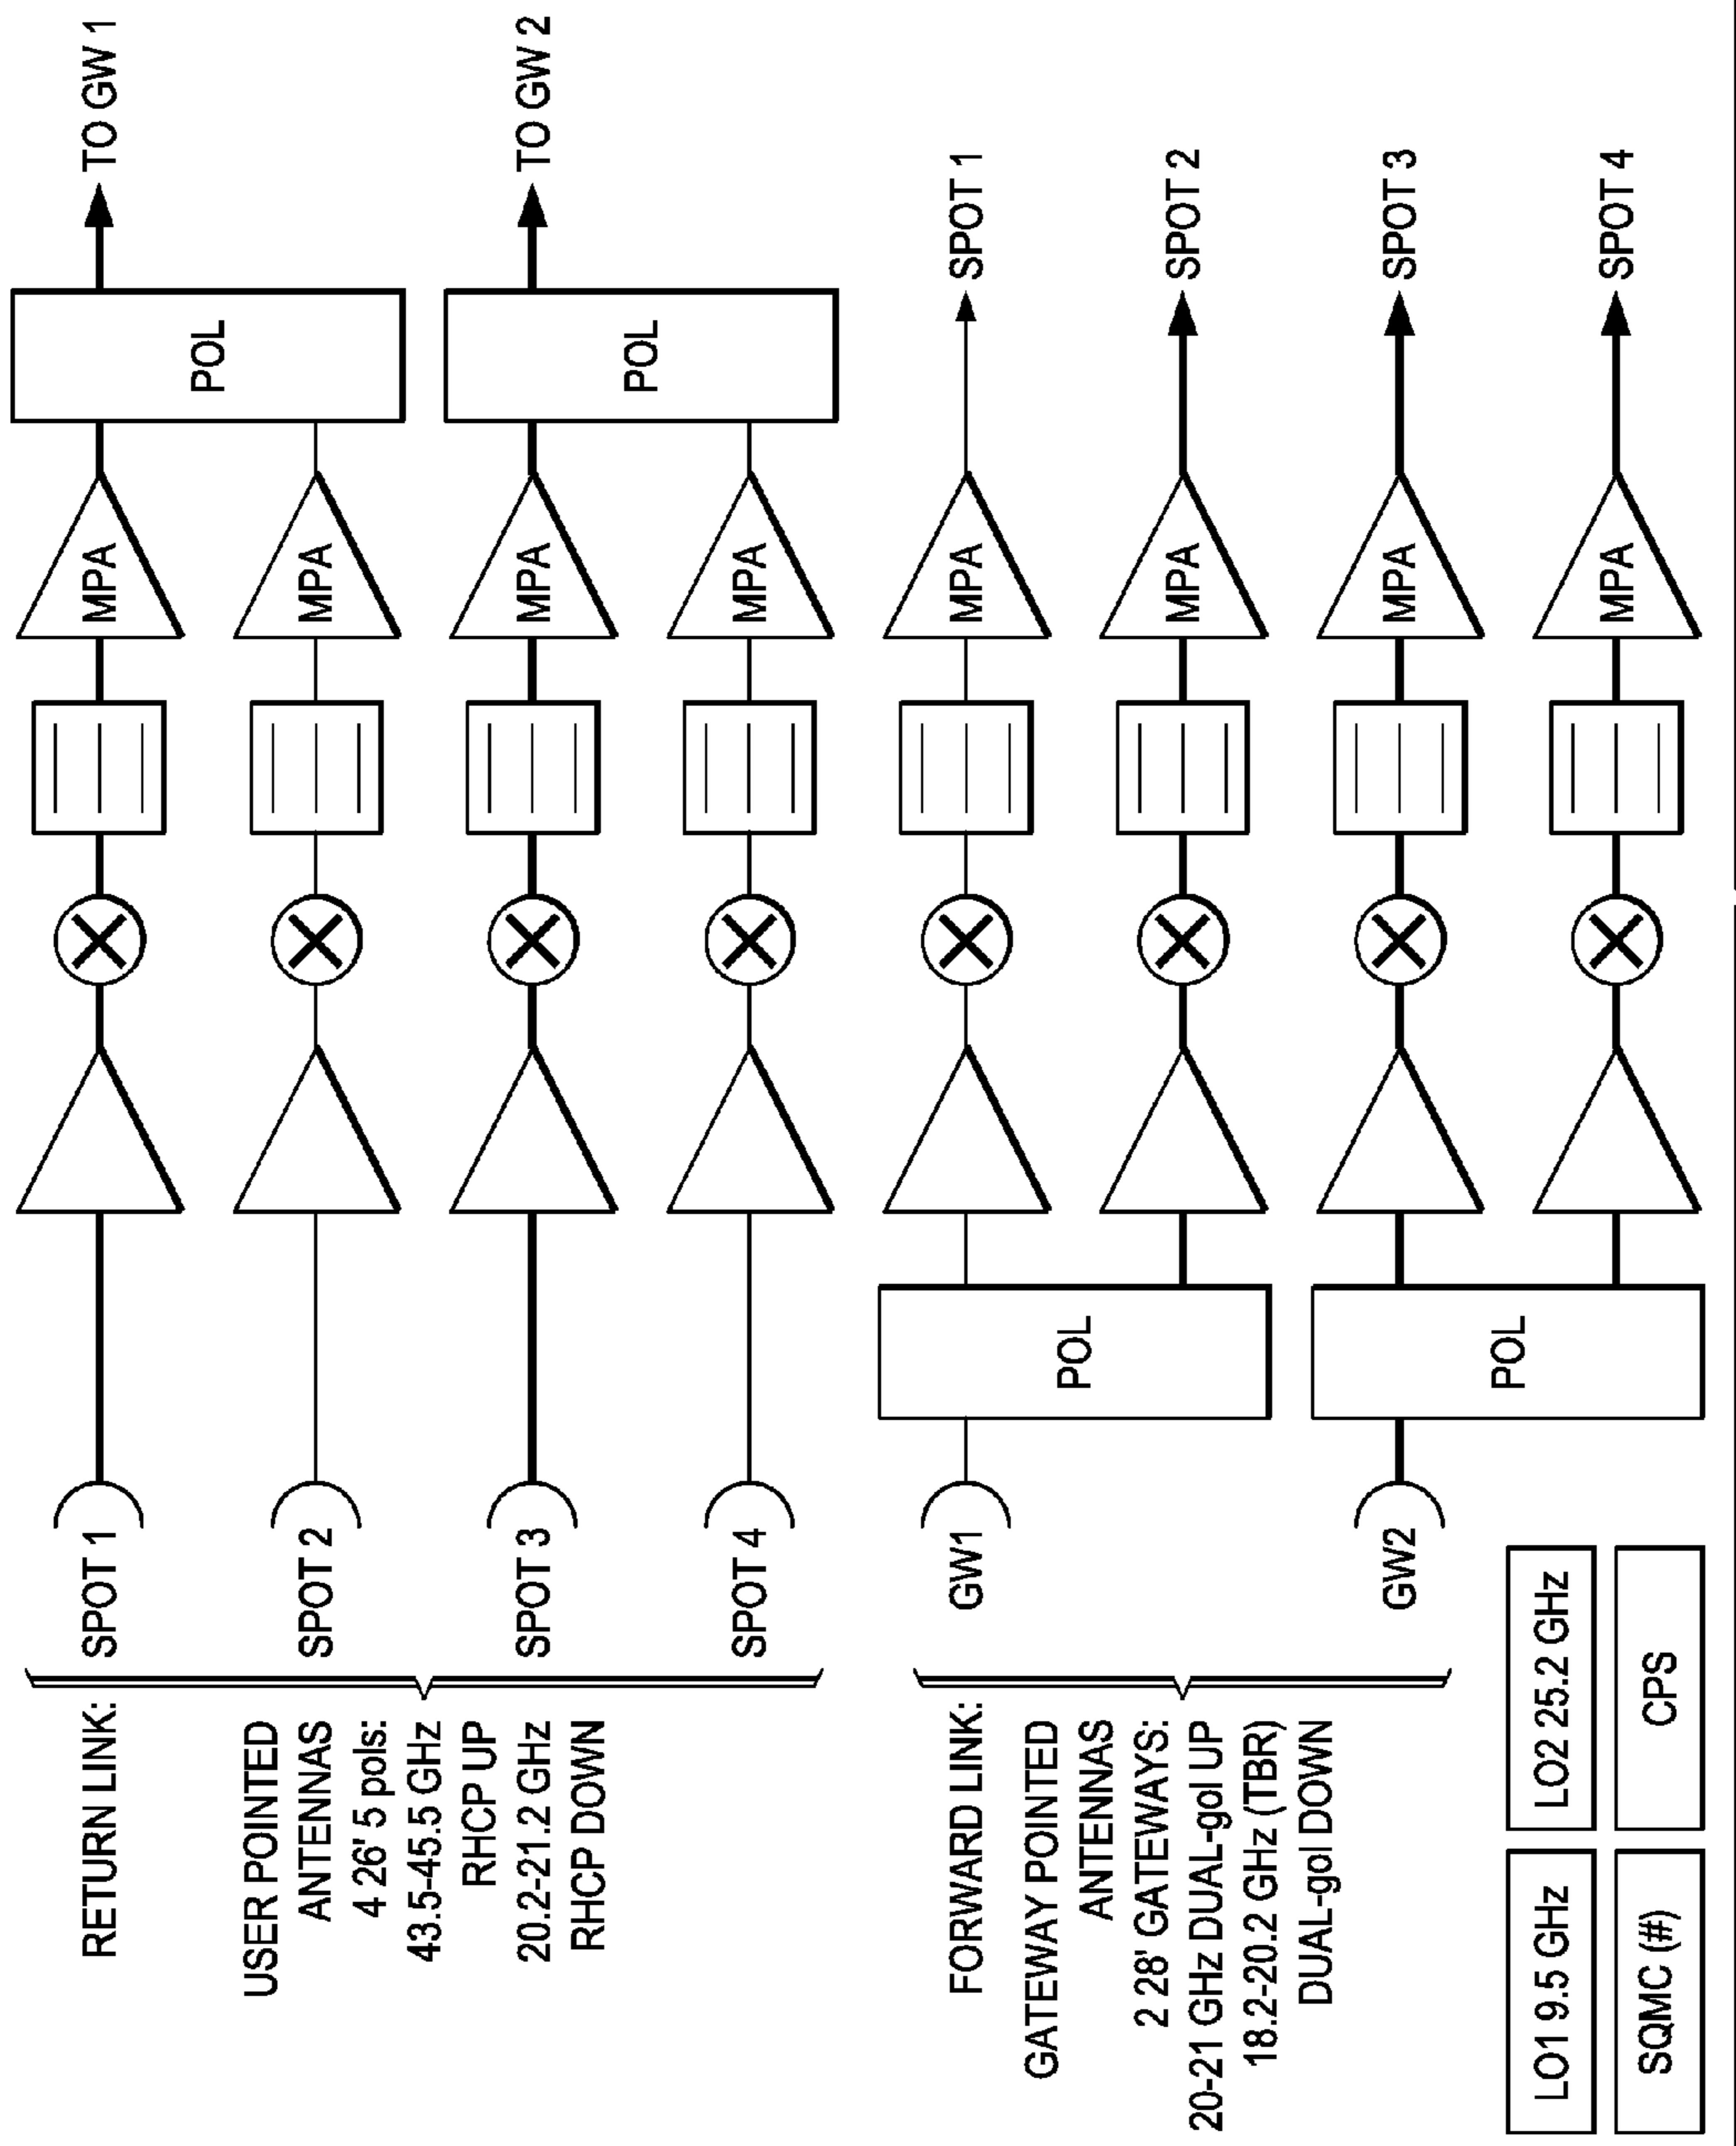 RETURN LINK:
USER POINTED
ANTENNAS
4 26' 5 pols:
43.5-45.5 GHz
RHCP UP
20.2-21.2 GHz
RHCP DOWN
SPOT 1
MPA
POL
TO GW 1
SPOT 2
MPA
SPOT 3
MPA
POL
TO GW 2
SPOT 4
MPA
FORWARD LINK:
GATEWAY POINTED
ANTENNAS
2 28' GATEWAYS:
20-21 GHz DUAL-gol UP
18.2-20.2 GHz (TBR)
DUAL-gol DOWN
GW1
POL
MPA
SPOT 1
MPA
SPOT 2
GW2
POL
MPA
SPOT 3
MPA
SPOT 4
LO1 9.5 GHz
LO2 25.2 GHz
SQMC (#)
CPS